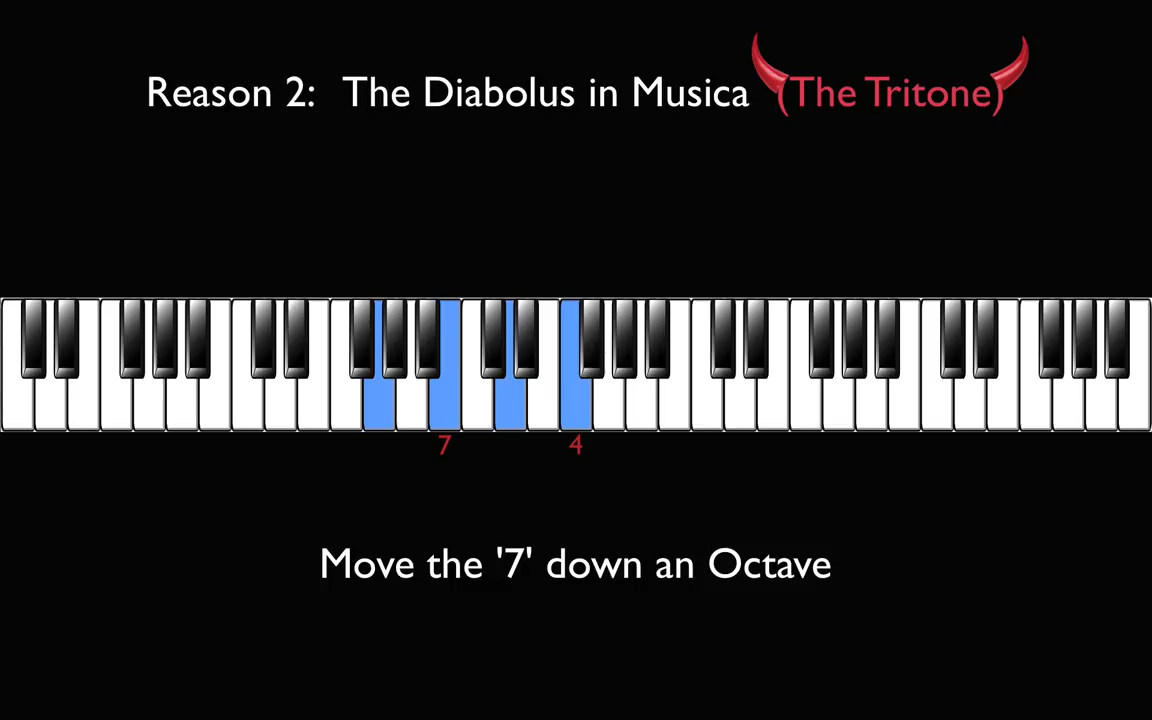 Reason 2: The Diabolus in Musica (The Tritone)
7 4
Move the '7' down an Octave